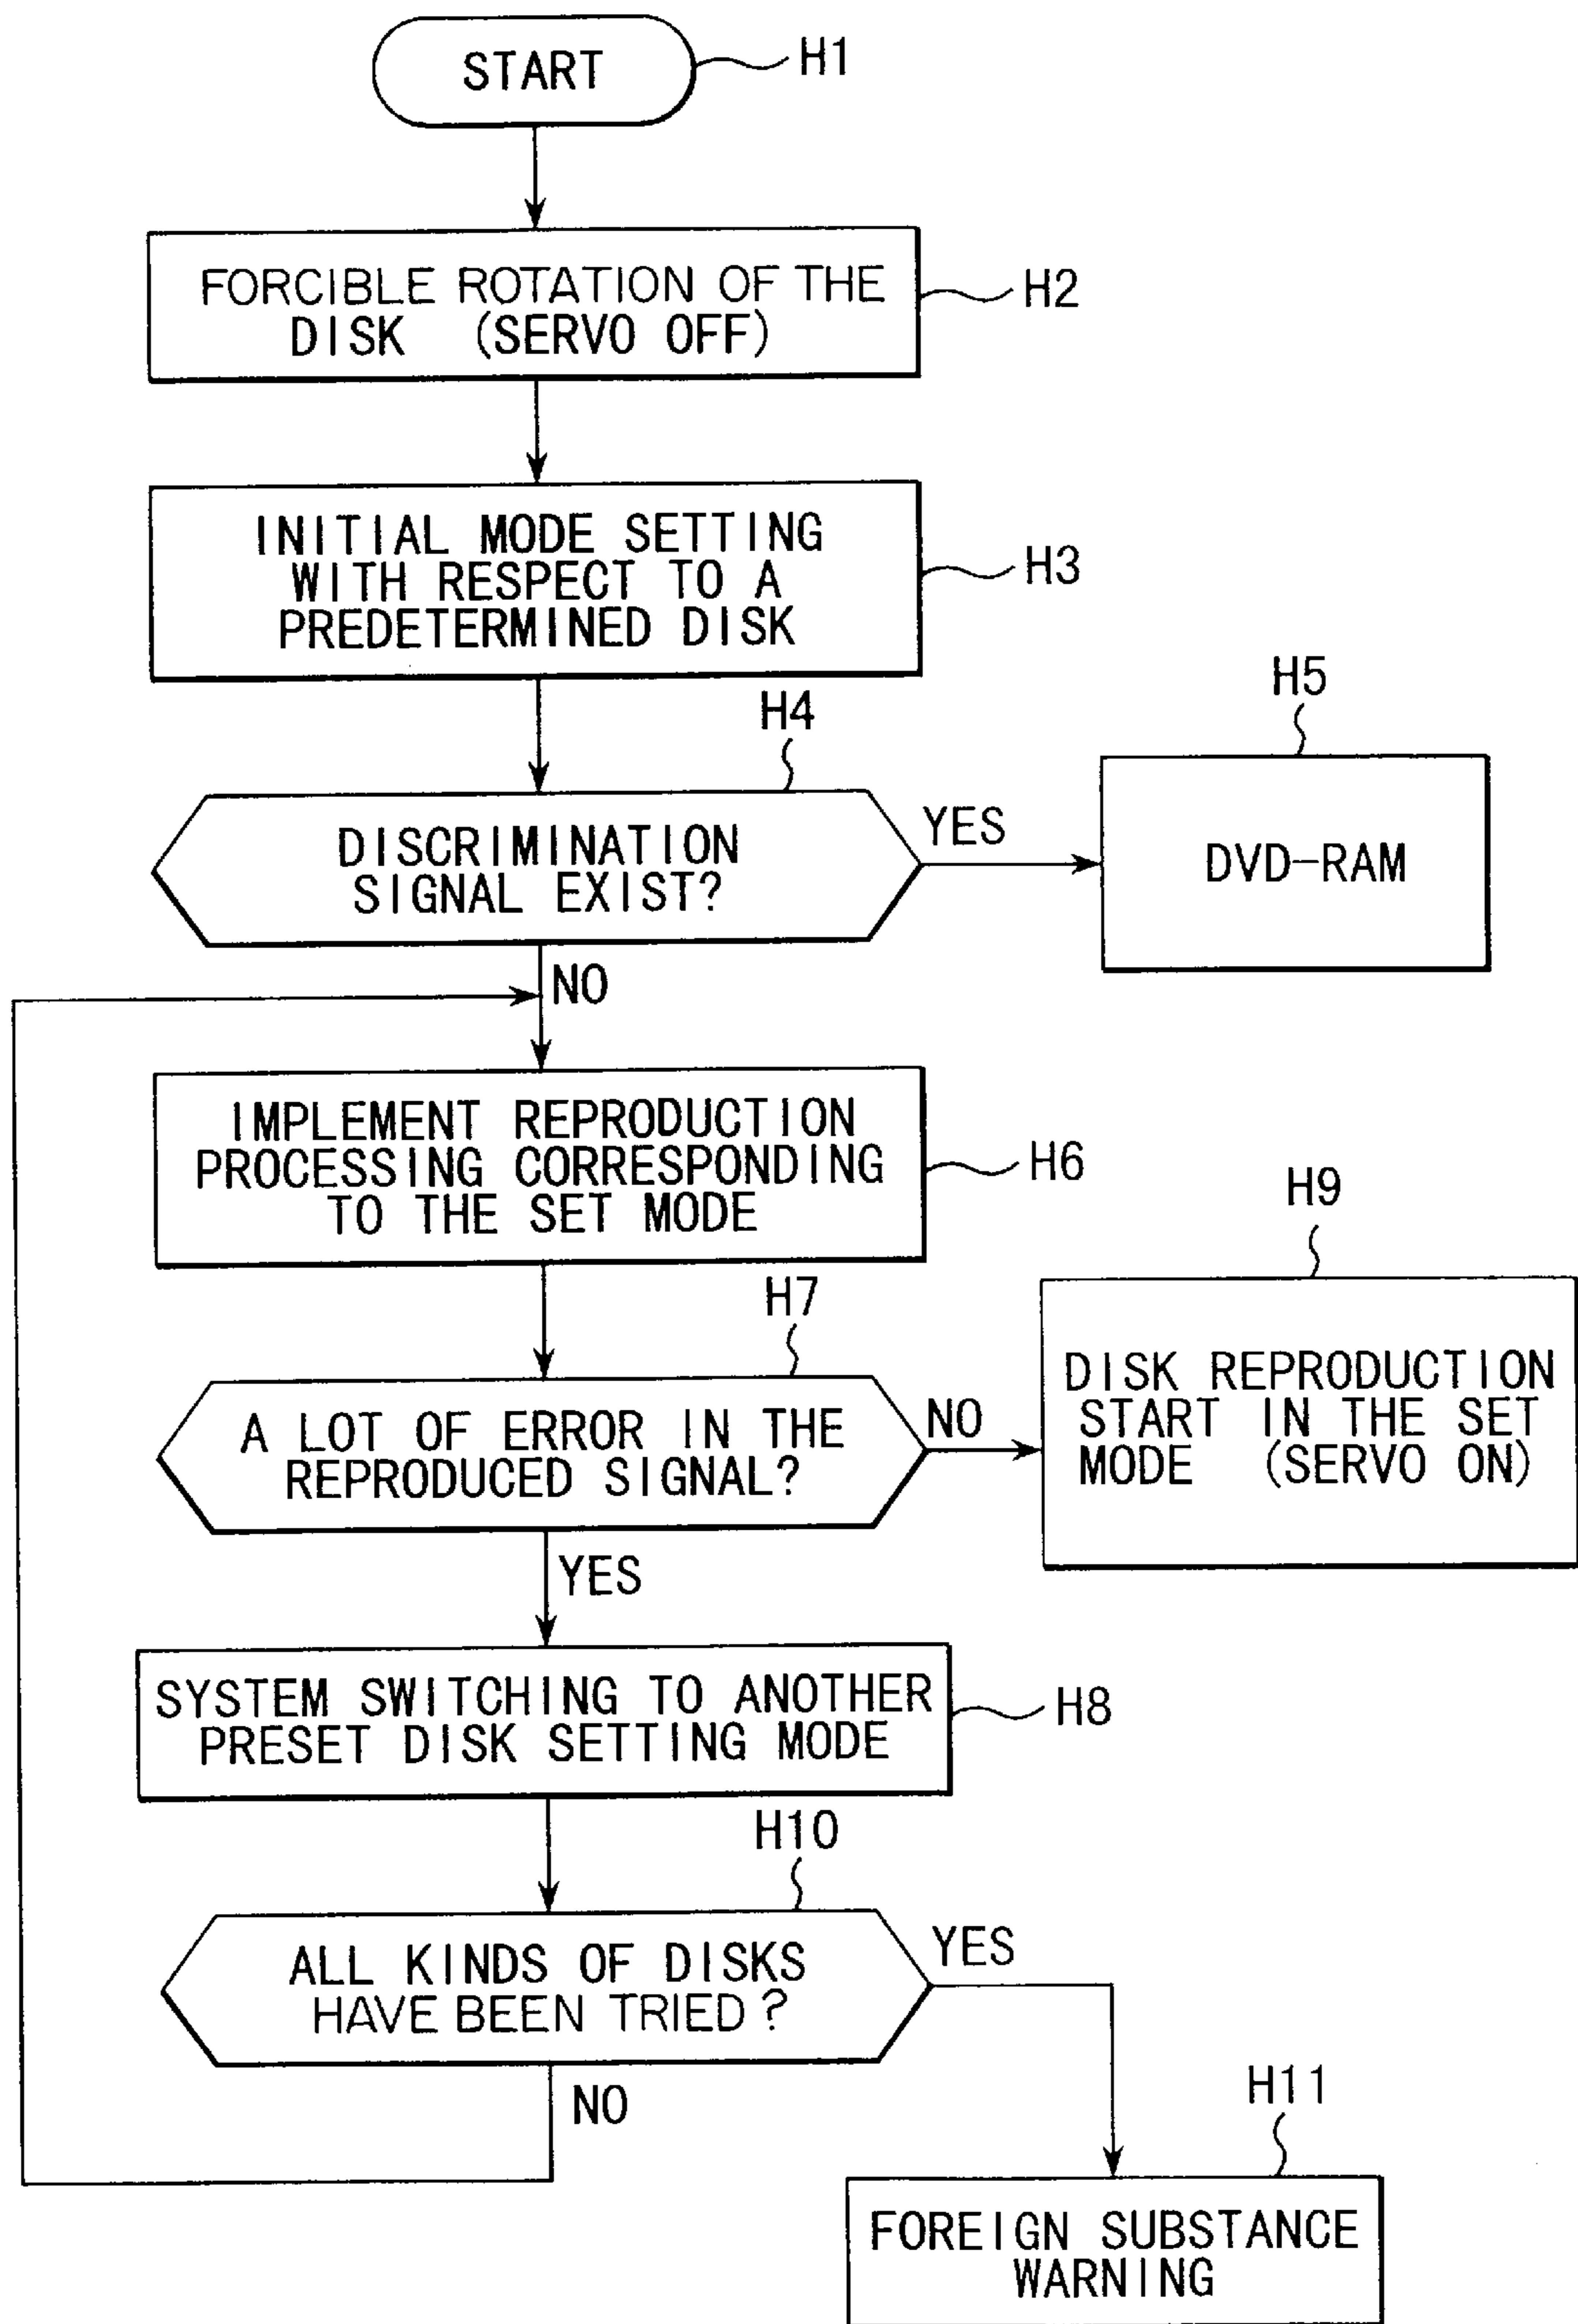 START
H1
FORCIBLE ROTATION OF THE
DISK (SERVO OFF)
H2
INITIAL MODE SETTING
WITH RESPECT TO A
PREDETERMINED DISK
H3
H4
DISCRIMINATION
SIGNAL EXIST?
YES
H5
DVD-RAM
NO
IMPLEMENT REPRODUCTION
PROCESSING CORRESPONDING
TO THE SET MODE
H6
H7
A LOT OF ERROR IN THE
REPRODUCED SIGNAL?
NO
H9
DISK REPRODUCTION
START IN THE SET
MODE (SERVO ON)
YES
SYSTEM SWITCHING TO ANOTHER
PRESET DISK SETTING MODE
H8
H10
ALL KINDS OF DISKS
HAVE BEEN TRIED?
YES
NO
H11
FOREIGN SUBSTANCE
WARNING